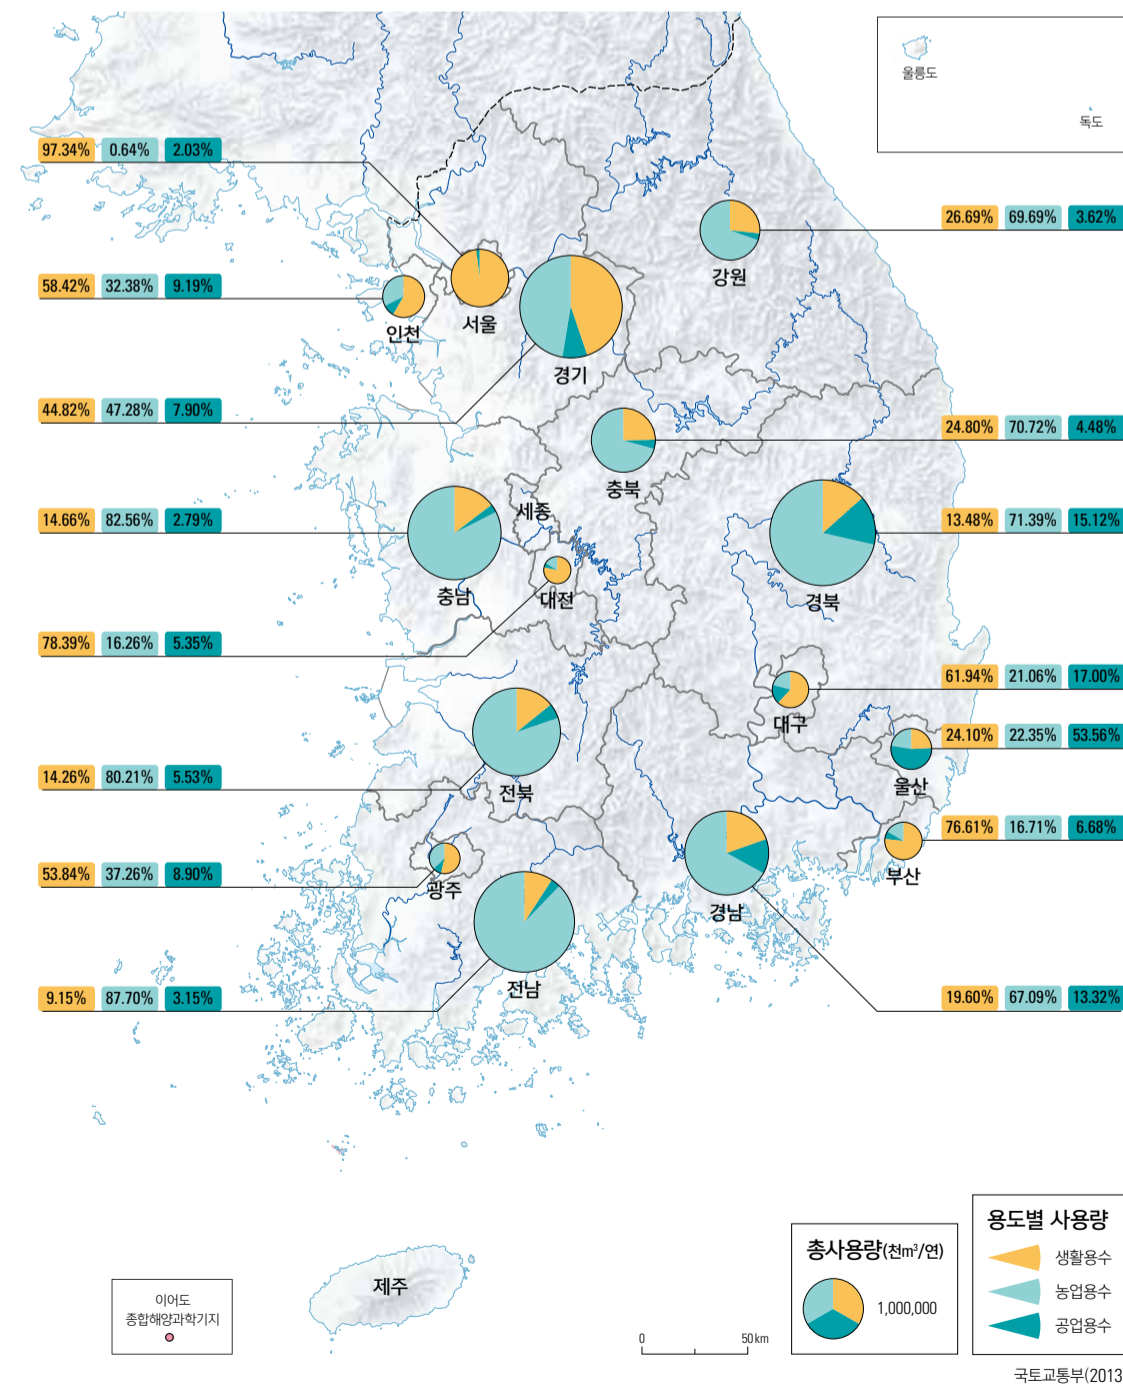 울릉도
독도
97.34% 0.64% 2.03%
26.69% 69.69% 3.62%
강원
58.42% 32.38% 9.19%
인천
서울
경기
44.82% 47.28% 7.90%
24.80% 70.72% 4.48%
충북
세종
14.66% 82.56% 2.79%
13.48% 71.39% 15.12%
충남
대전
경북
78.39% 16.26% 5.35%
61.94% 21.06% 17.00%
대구
24.10% 22.35% 53.56%
울산
14.26% 80.21% 5.53%
전북
76.61% 16.71% 6.68%
부산
53.84% 37.26% 8.90%
광주
경남
전남
9.15% 87.70% 3.15%
19.60% 67.09% 13.32%
제주
이어도
종합해양과학기지
0 50km
총사용량(천m³/연)
1,000,000
용도별 사용량
생활용수
농업용수
공업용수
국토교통부(2013